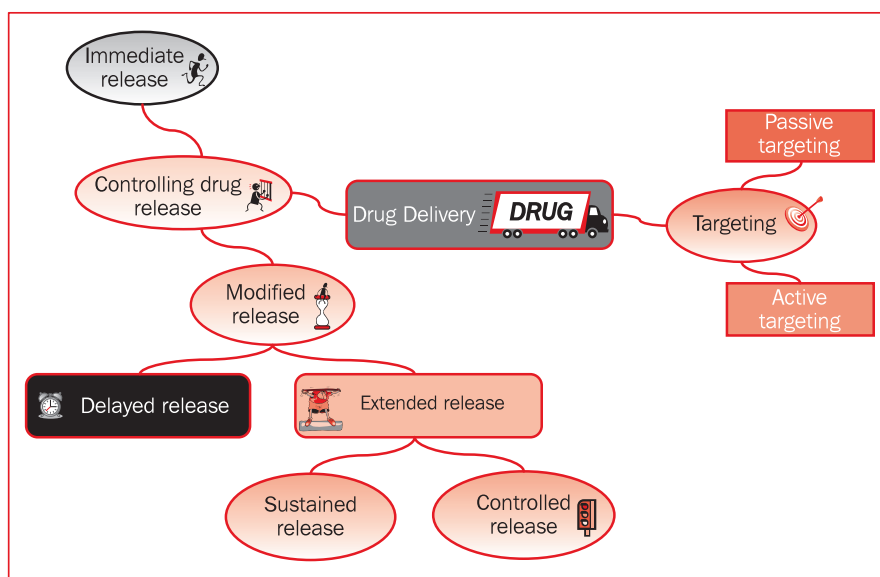 Immediate
release
Controlling drug
release
Drug Delivery
DRUG
Passive
targeting
Targeting
Active
targeting
Modified
release
Delayed release
Extended release
Sustained
release
Controlled
release